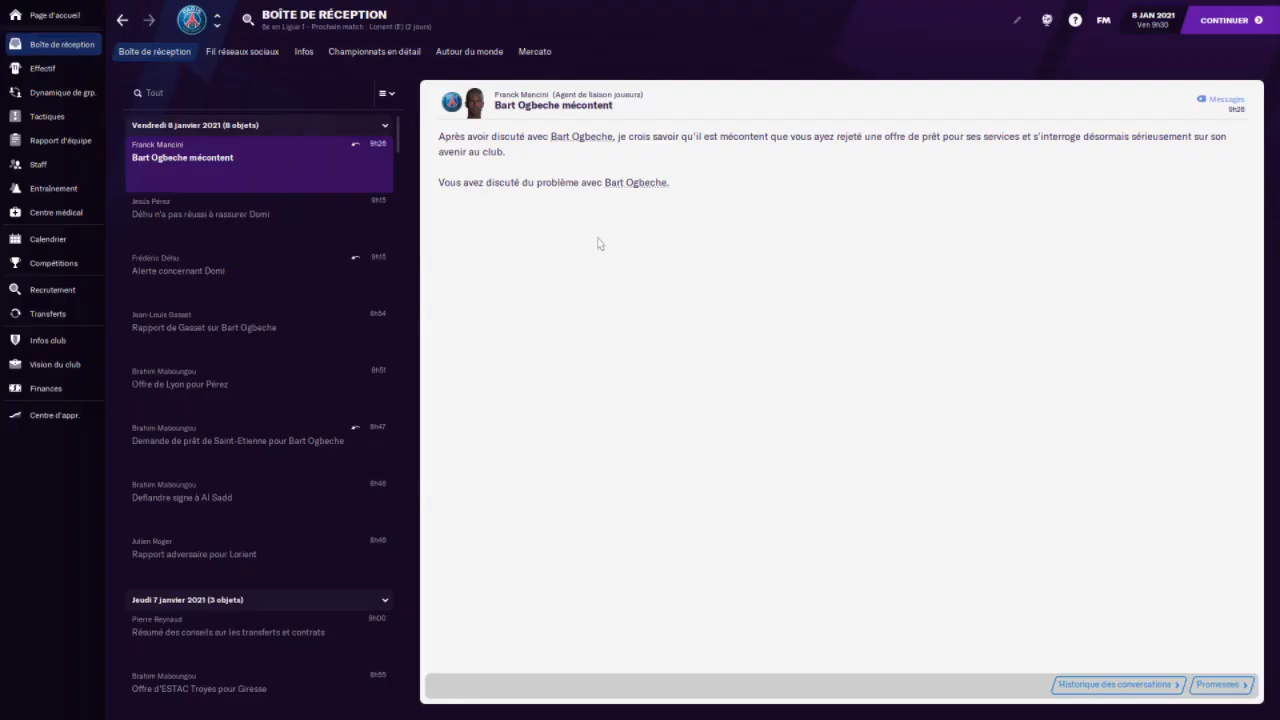 Page d'accueil
Boîte de réception
Effectif
Dynamique de grp.
Tactiques
Rapport d'équipe
Staff
Entraînement
Centre médical
Calendrier
Compétitions
Recrutement
Transferts
Infos club
Vision du club
Finances
Centre d'appr.
BOÎTE DE RÉCEPTION
6e en Ligue 1 - Prochain match : Lorient (E) (2 jours)
FM
8 JAN 2021
Ven 9h30
CONTINUER
Boîte de réception
Fil réseaux sociaux
Infos
Championnats en détail
Autour du monde
Mercato
Tout
Vendredi 8 janvier 2021 (8 objets)
Franck Mancini 9h26
Bart Ogbeche mécontent
Jesús Pérez 9h15
Déhu n'a pas réussi à rassurer Domi
Frédéric Déhu 9h15
Alerte concernant Domi
Jean-Louis Gasset 8h54
Rapport de Gasset sur Bart Ogbeche
Brahim Maboungou 8h51
Offre de Lyon pour Pérez
Brahim Maboungou 8h47
Demande de prêt de Saint-Etienne pour Bart Ogbeche
Brahim Maboungou 8h46
Deflandre signe à Al Sadd
Julien Roger 8h46
Rapport adversaire pour Lorient
Jeudi 7 janvier 2021 (3 objets)
Pierre Reynaud 9h00
Résumé des conseils sur les transferts et contrats
Brahim Maboungou 8h55
Offre d'ESTAC Troyes pour Giresse
Franck Mancini (Agent de liaison joueurs)
Bart Ogbeche mécontent
Messages
9h26
Après avoir discuté avec Bart Ogbeche, je crois savoir qu'il est mécontent que vous ayez rejeté une offre de prêt pour ses services et s'interroge désormais sérieusement sur son
avenir au club.
Vous avez discuté du problème avec Bart Ogbeche.
Historique des conversations
Promesses